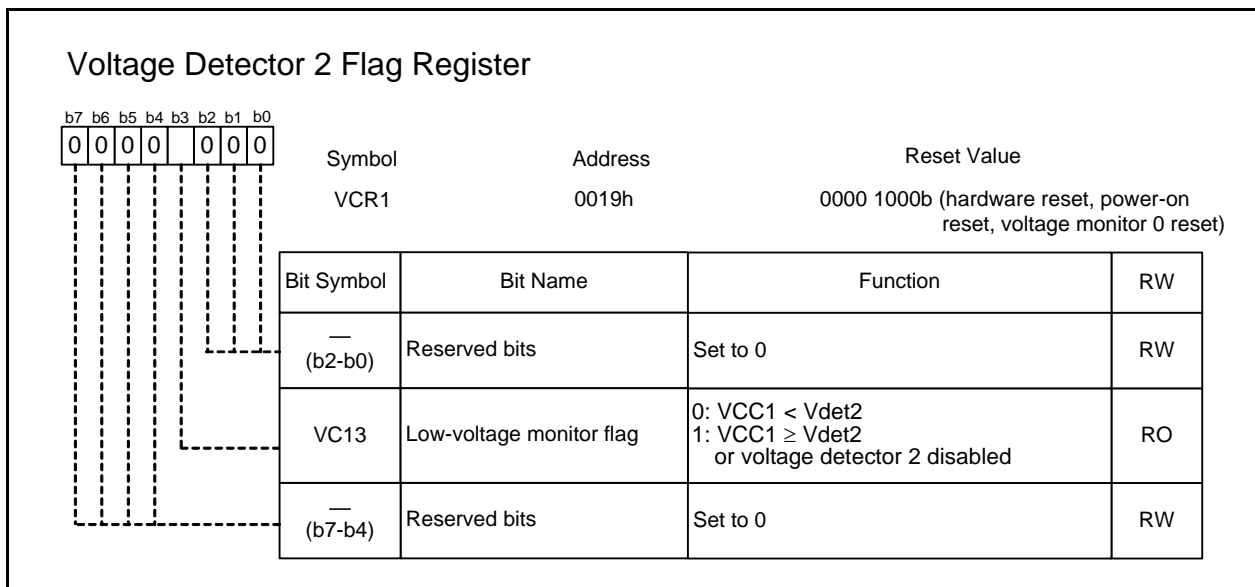 Voltage Detector 2 Flag Register
b7 b6 b5 b4 b3 b2 b1 b0
0 0 0 0 0 0 0
Symbol Address Reset Value
VCR1 0019h 0000 1000b (hardware reset, power-on
reset, voltage monitor 0 reset)
Bit Symbol Bit Name Function RW
—
(b2-b0) Reserved bits Set to 0 RW
0: VCC1 < Vdet2
VC13 Low-voltage monitor flag 1: VCC1 ≥ Vdet2 RO
or voltage detector 2 disabled
—
(b7-b4) Reserved bits Set to 0 RW